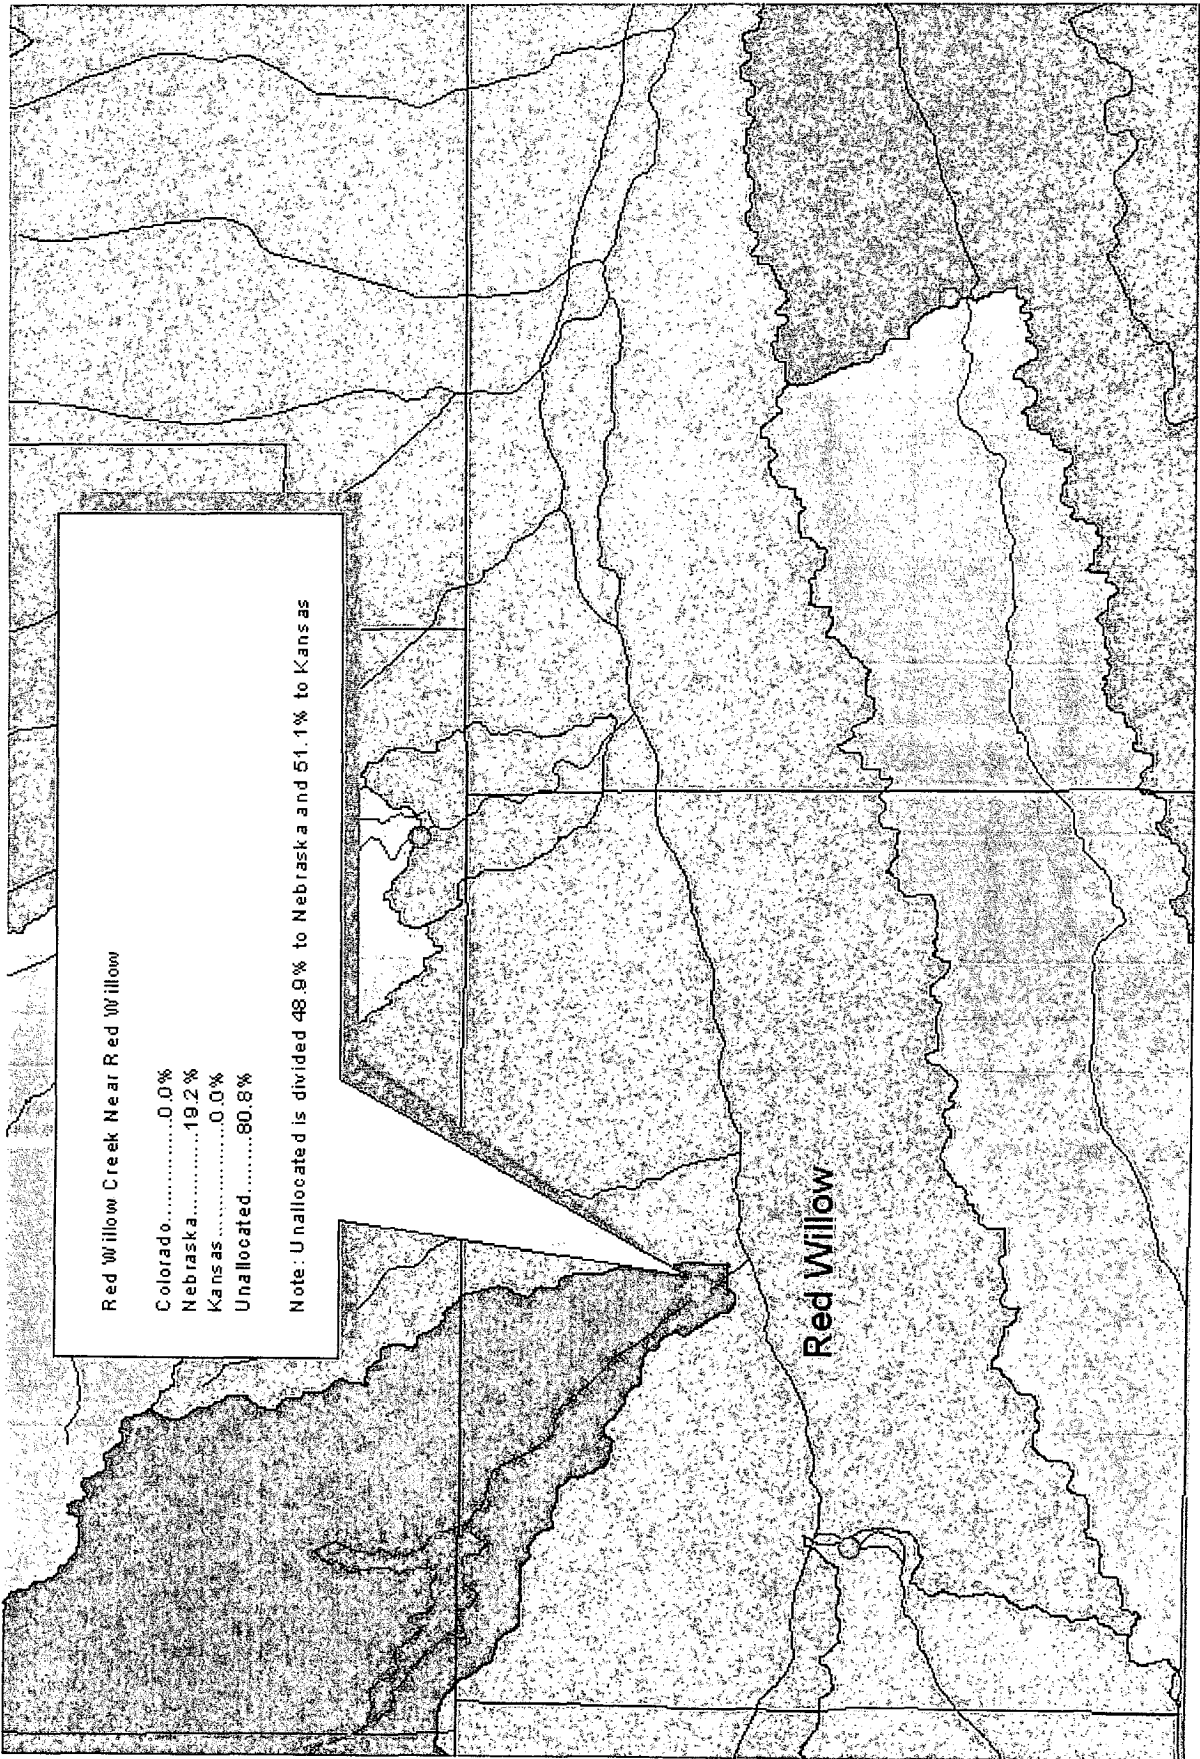 Red Willow Creek Near Red Willow
Colorado...............0.0%
Nebraska............19.2%
Kansas.................0.0%
Unallocated........80.8%
Note: Unallocated is divided 48.9% to Nebraska and 51.1% to Kansas
Red Willow